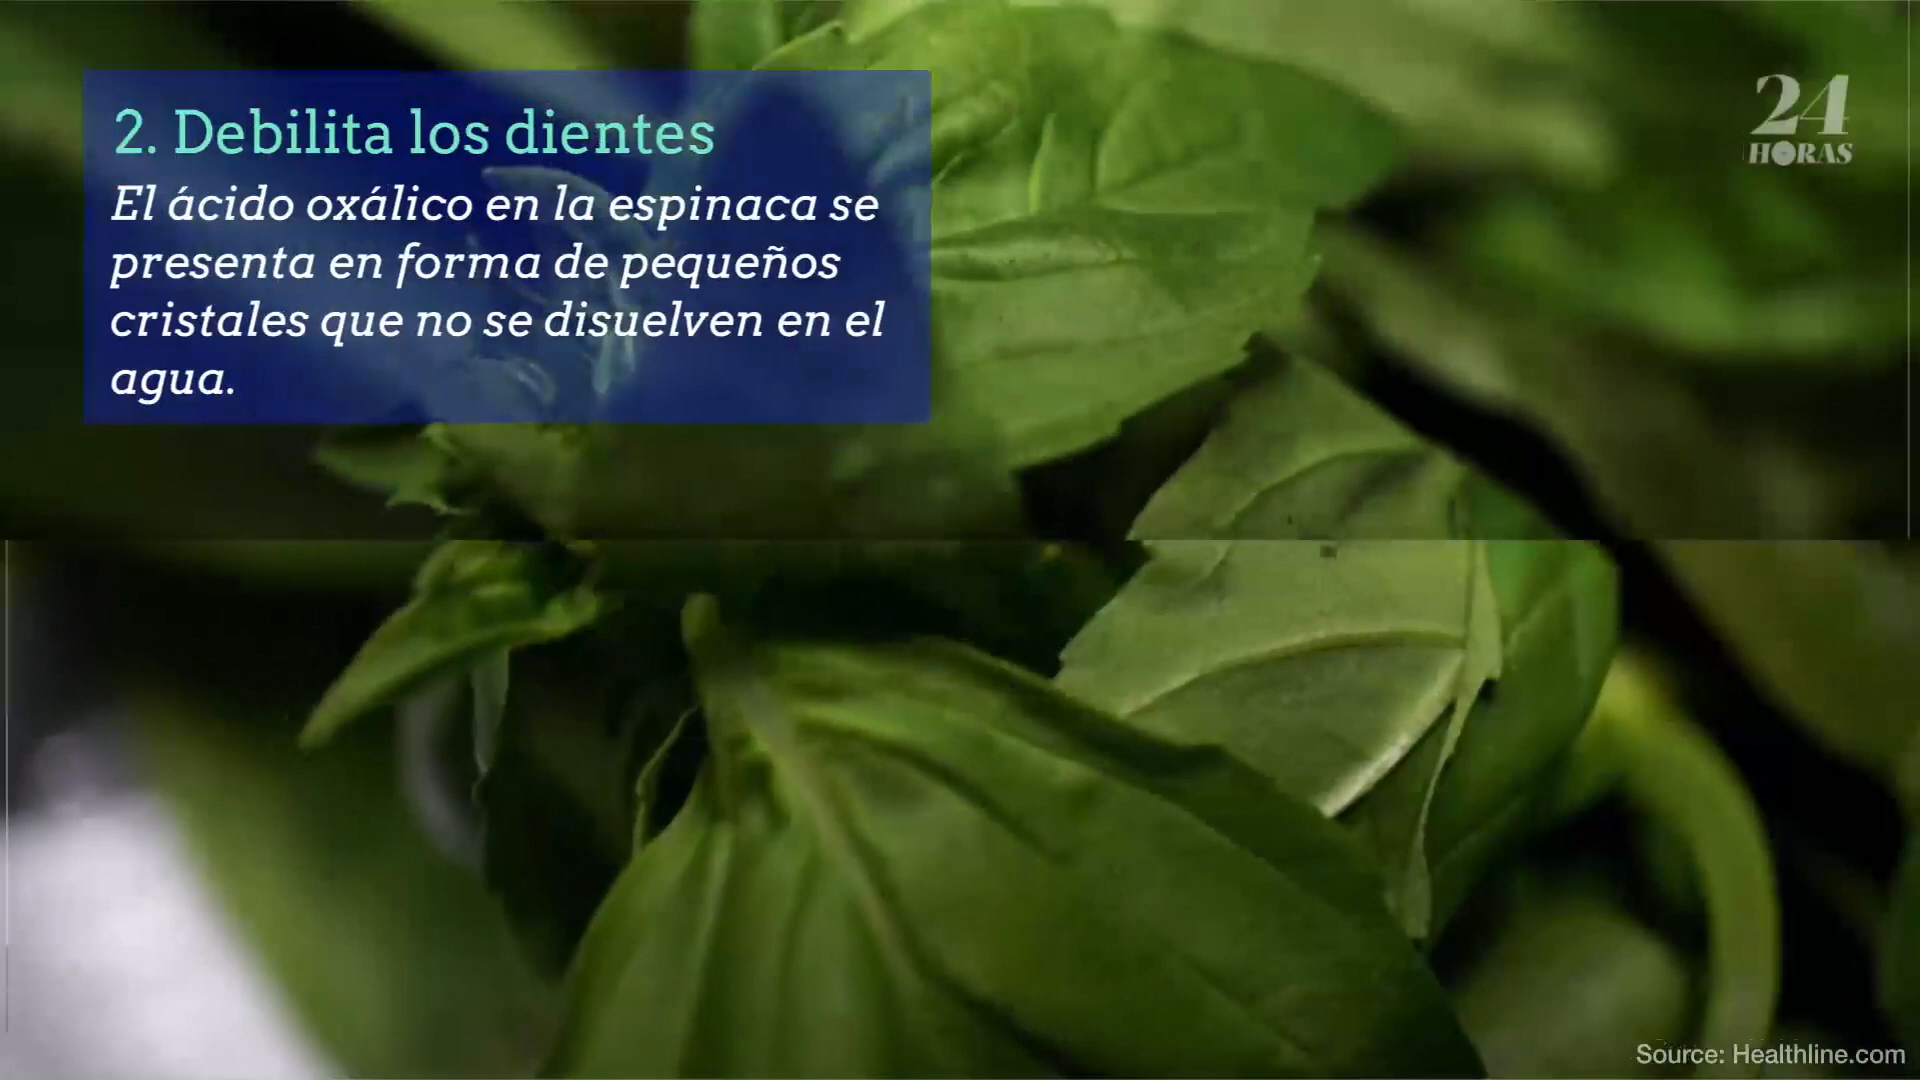 2. Debilita los dientes
El ácido oxálico en la espinaca se
presenta en forma de pequeños
cristales que no se disuelven en el
agua.
24
HORAS
Source: Healthline.com